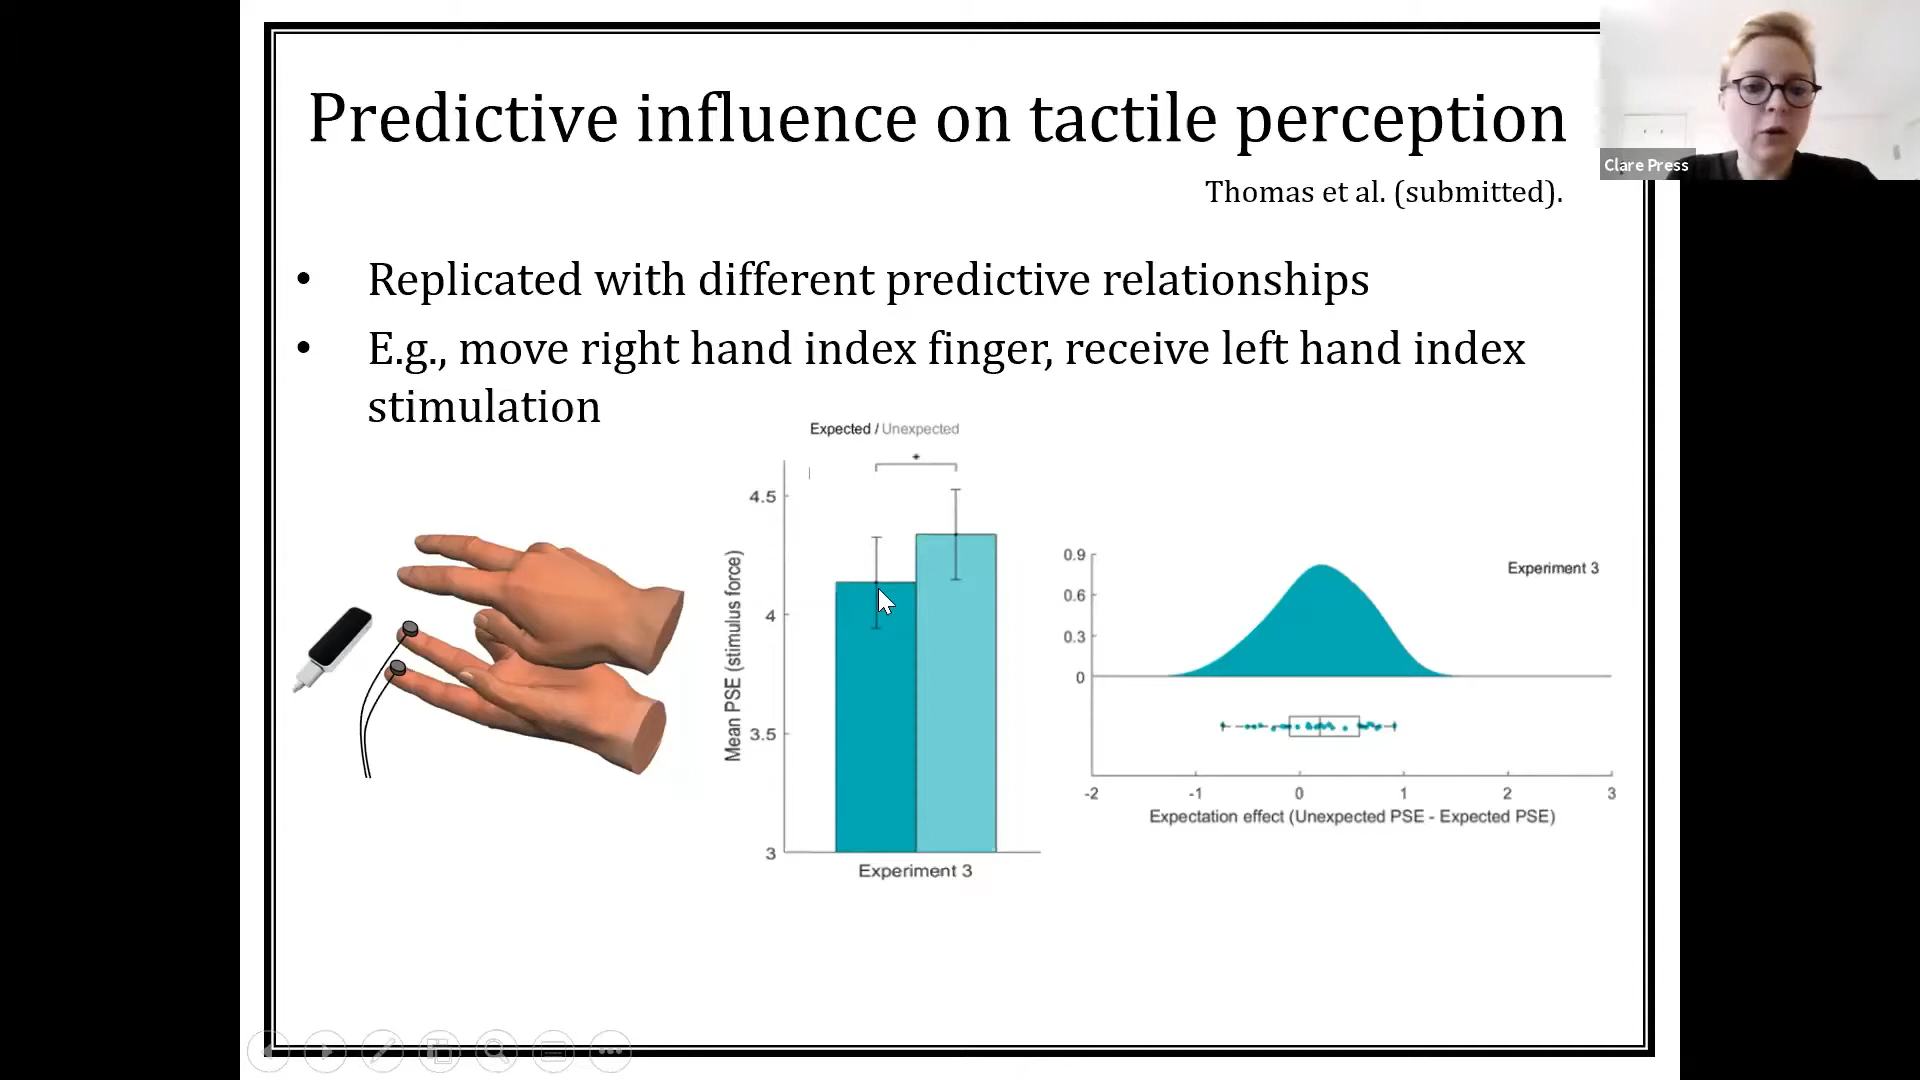 Predictive influence on tactile perception
Clare Press
Thomas et al. (submitted).
• Replicated with different predictive relationships
• E.g., move right hand index finger, receive left hand index
stimulation
Expected / Unexpected
*
4.5
4
3.5
3
Mean PSE (stimulus force)
Experiment 3
0.9
0.6
0.3
0
Experiment 3
-2 -1 0 1 2 3
Expectation effect (Unexpected PSE - Expected PSE)